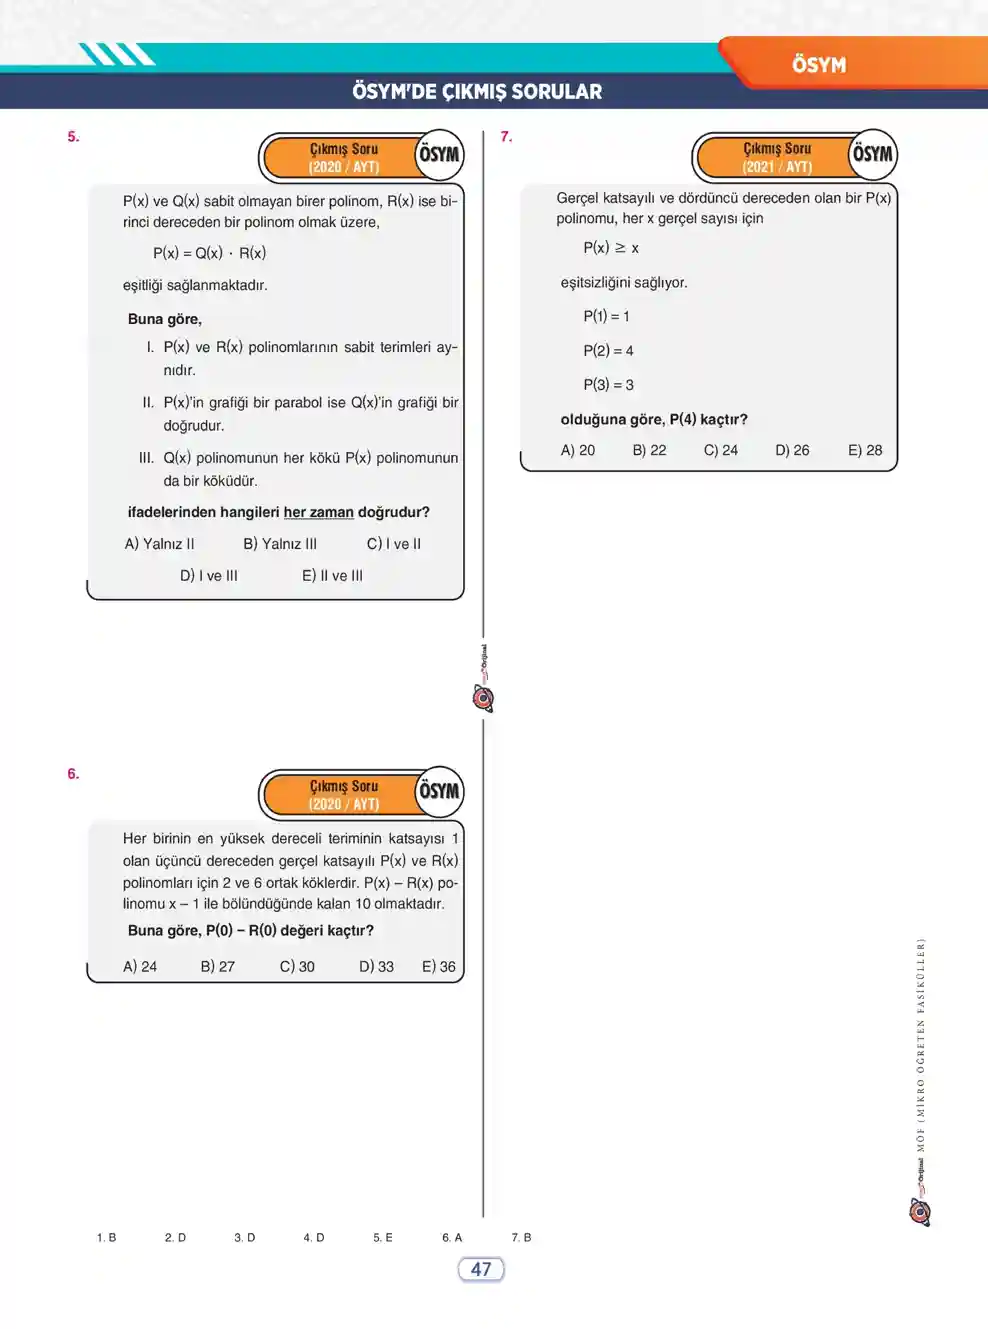 ÖSYM
ÖSYM'DE ÇIKMIŞ SORULAR
5.
Çıkmış Soru
(2020 / AYT)
ÖSYM
P(x) ve Q(x) sabit olmayan birer polinom, R(x) ise bi-
rinci dereceden bir polinom olmak üzere,
P(x) = Q(x) · R(x)
eşitliği sağlanmaktadır.
Buna göre,
I. P(x) ve R(x) polinomlarının sabit terimleri ay-
nıdır.
II. P(x)'in grafiği bir parabol ise Q(x)'in grafiği bir
doğrudur.
III. Q(x) polinomunun her kökü P(x) polinomunun
da bir köküdür.
ifadelerinden hangileri her zaman doğrudur?
A) Yalnız II B) Yalnız III C) I ve II
D) I ve III E) II ve III
6.
Çıkmış Soru
(2020 / AYT)
ÖSYM
Her birinin en yüksek dereceli teriminin katsayısı 1
olan üçüncü dereceden gerçel katsayılı P(x) ve R(x)
polinomları için 2 ve 6 ortak köklerdir. P(x) – R(x) po-
linomu x – 1 ile bölündüğünde kalan 10 olmaktadır.
Buna göre, P(0) – R(0) değeri kaçtır?
A) 24 B) 27 C) 30 D) 33 E) 36
7.
Çıkmış Soru
(2021 / AYT)
ÖSYM
Gerçel katsayılı ve dördüncü dereceden olan bir P(x)
polinomu, her x gerçel sayısı için
P(x) ≥ x
eşitsizliğini sağlıyor.
P(1) = 1
P(2) = 4
P(3) = 3
olduğuna göre, P(4) kaçtır?
A) 20 B) 22 C) 24 D) 26 E) 28
Orijinal
Orijinal MÖF (MİKRO ÖĞRETEN FASİKÜLLER)
1. B 2. D 3. D 4. D 5. E 6. A 7. B
47